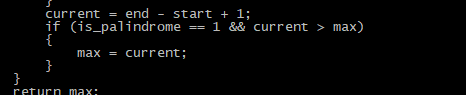 }
current = end - start + 1;
if (is_palindrome == 1 && current > max)
{
max = current;
}
}
return max;